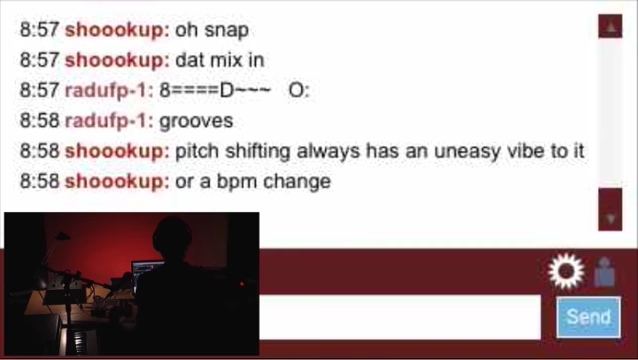 8:57 shoookup: oh snap
8:57 shoookup: dat mix in
8:57 radufp-1: 8====D~~~   O:
8:58 radufp-1: grooves
8:58 shoookup: pitch shifting always has an uneasy vibe to it
8:58 shoookup: or a bpm change
Send